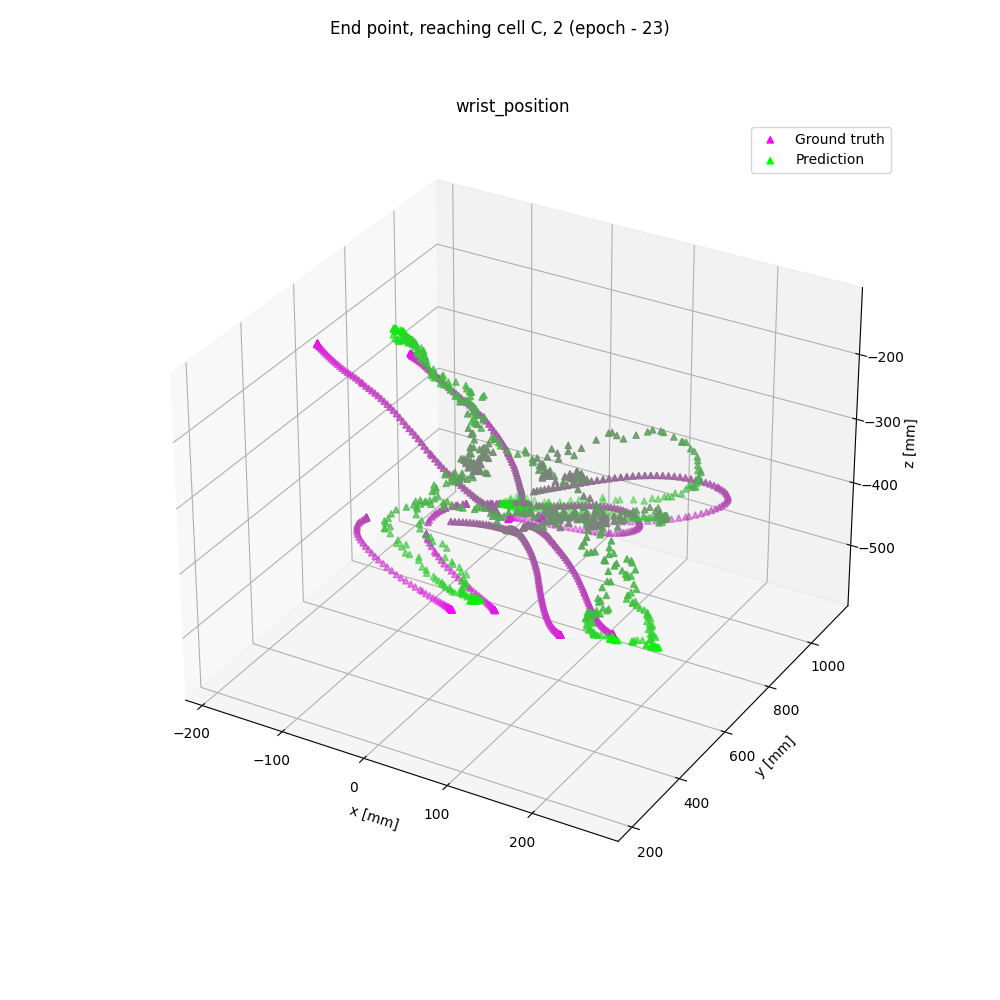 End point, reaching cell C, 2 (epoch - 23)
wrist_position
Ground truth
Prediction
−200
−300
−400
−500
z [mm]
1000
800
600
400
200
y [mm]
−200
−100
0
100
200
x [mm]